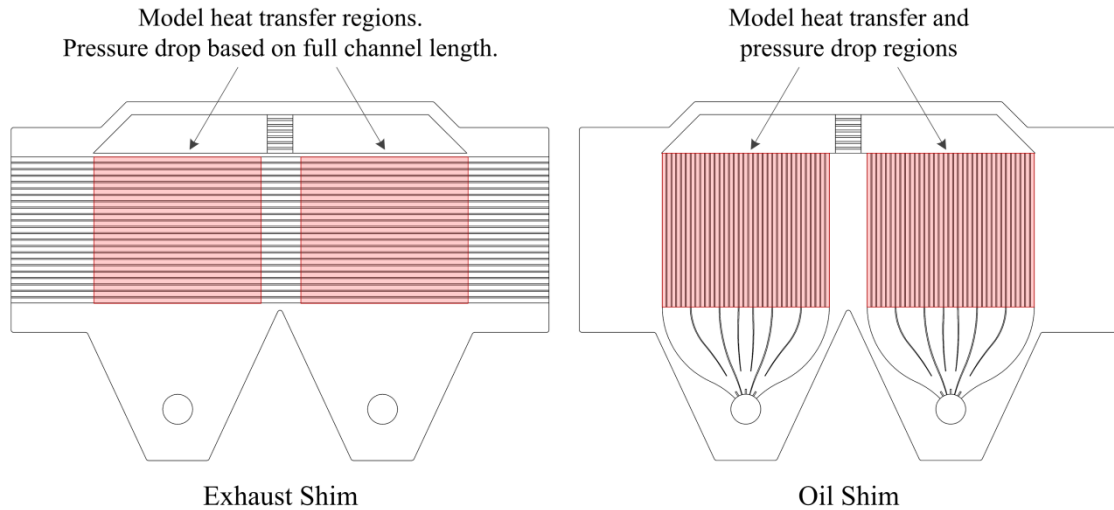 Model heat transfer regions.
Pressure drop based on full channel length.
Model heat transfer and
pressure drop regions
Exhaust Shim
Oil Shim